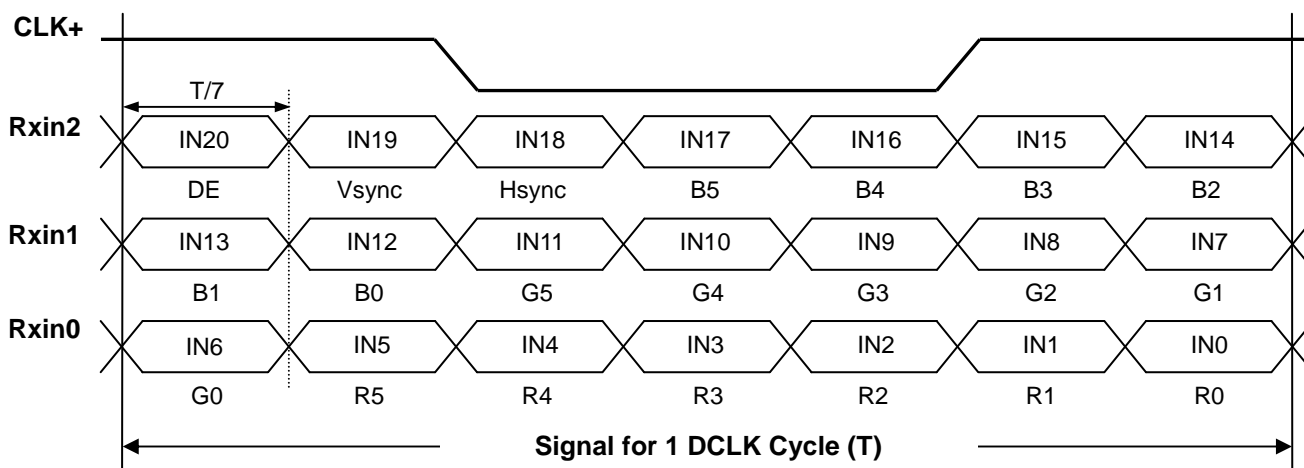 CLK+
T/7
Rxin2
IN20 IN19 IN18 IN17 IN16 IN15 IN14
DE Vsync Hsync B5 B4 B3 B2
Rxin1
IN13 IN12 IN11 IN10 IN9 IN8 IN7
B1 B0 G5 G4 G3 G2 G1
Rxin0
IN6 IN5 IN4 IN3 IN2 IN1 IN0
G0 R5 R4 R3 R2 R1 R0
Signal for 1 DCLK Cycle (T)